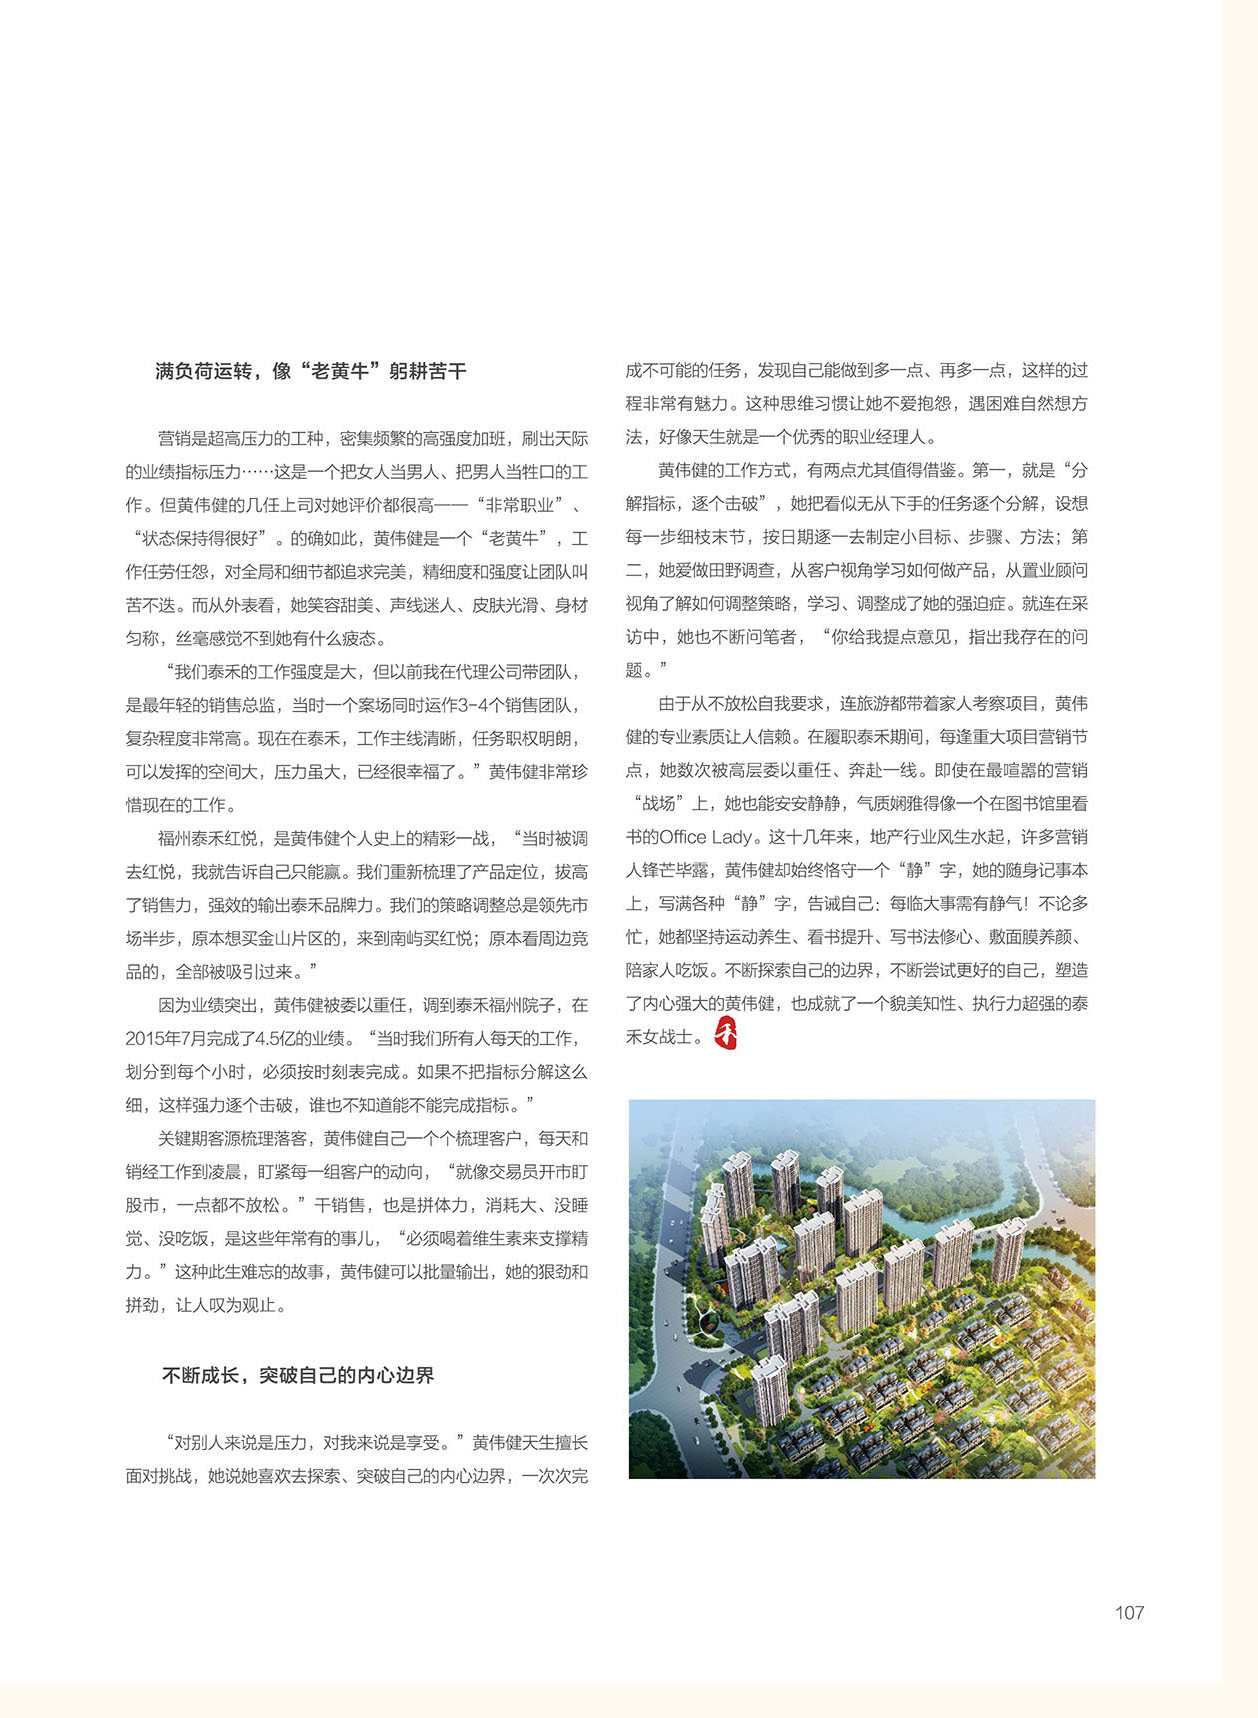 满负荷运转，像“老黄牛”躬耕苦干
营销是超高压力的工种，密集频繁的高强度加班，刷出天际
的业绩指标压力……这是一个把女人当男人、把男人当牲口的工
作。但黄伟健的几任上司对她评价都很高——“非常职业”、
“状态保持得很好”。的确如此，黄伟健是一个“老黄牛”，工
作任劳任怨，对全局和细节都追求完美，精细度和强度让团队叫
苦不迭。而从外表看，她笑容甜美、声线迷人、皮肤光滑、身材
匀称，丝毫感觉不到她有什么疲态。
“我们泰禾的工作强度是大，但以前我在代理公司带团队，
是最年轻的销售总监，当时一个案场同时运作3-4个销售团队，
复杂程度非常高。现在在泰禾，工作主线清晰，任务职权明朗，
可以发挥的空间大，压力虽大，已经很幸福了。”黄伟健非常珍
惜现在的工作。
福州泰禾红悦，是黄伟健个人史上的精彩一战，“当时被调
去红悦，我就告诉自己只能赢。我们重新梳理了产品定位，拔高
了销售力，强效的输出泰禾品牌力。我们的策略调整总是领先市
场半步，原本想买金山片区的，来到南屿买红悦；原本看周边竞
品的，全部被吸引过来。”
因为业绩突出，黄伟健被委以重任，调到泰禾福州院子，在
2015年7月完成了4.5亿的业绩。“当时我们所有人每天的工作，
划分到每个小时，必须按时刻表完成。如果不把指标分解这么
细，这样强力逐个击破，谁也不知道能不能完成指标。”
关键期客源梳理落客，黄伟健自己一个个梳理客户，每天和
销经工作到凌晨，盯紧每一组客户的动向，“就像交易员开市盯
股市，一点都不放松。”干销售，也是拼体力，消耗大、没睡
觉、没吃饭，是这些年常有的事儿，“必须喝着维生素来支撑精
力。”这种此生难忘的故事，黄伟健可以批量输出，她的狠劲和
拼劲，让人叹为观止。
不断成长，突破自己的内心边界
“对别人来说是压力，对我来说是享受。”黄伟健天生擅长
面对挑战，她说她喜欢去探索、突破自己的内心边界，一次次完
成不可能的任务，发现自己能做到多一点、再多一点，这样的过
程非常有魅力。这种思维习惯让她不爱抱怨，遇困难自然想方
法，好像天生就是一个优秀的职业经理人。
黄伟健的工作方式，有两点尤其值得借鉴。第一，就是“分
解指标，逐个击破”，她把看似无从下手的任务逐个分解，设想
每一步细枝末节，按日期逐一去制定小目标、步骤、方法；第
二，她爱做田野调查，从客户视角学习如何做产品，从置业顾问
视角了解如何调整策略，学习、调整成了她的强迫症。就连在采
访中，她也不断问笔者，“你给我提点意见，指出我存在的问
题。”
由于从不放松自我要求，连旅游都带着家人考察项目，黄伟
健的专业素质让人信赖。在履职泰禾期间，每逢重大项目营销节
点，她数次被高层委以重任、奔赴一线。即使在最喧嚣的营销
“战场”上，她也能安安静静，气质娴雅得像一个在图书馆里看
书的Office Lady。这十几年来，地产行业风生水起，许多营销
人锋芒毕露，黄伟健却始终恪守一个“静”字，她的随身记事本
上，写满各种“静”字，告诫自己：每临大事需有静气！不论多
忙，她都坚持运动养生、看书提升、写书法修心、敷面膜养颜、
陪家人吃饭。不断探索自己的边界，不断尝试更好的自己，塑造
了内心强大的黄伟健，也成就了一个貌美知性、执行力超强的泰
禾女战士。禾
107